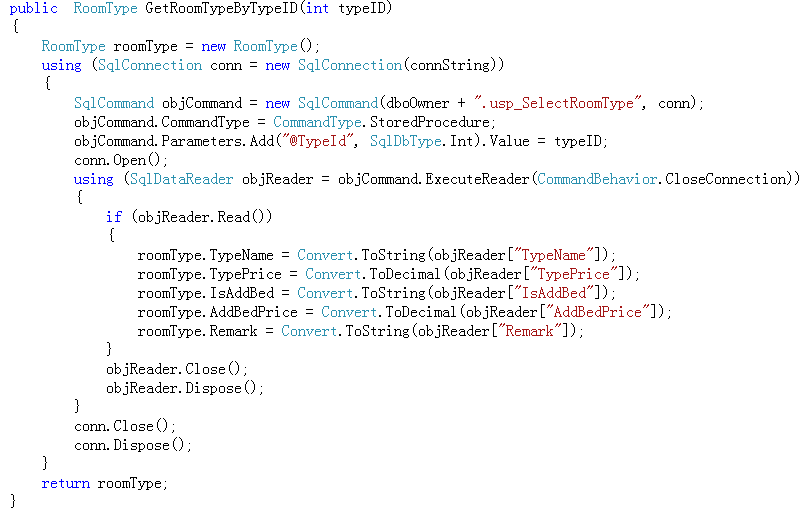 public  RoomType GetRoomTypeByTypeID(int typeID)
{
    RoomType roomType = new RoomType();
    using (SqlConnection conn = new SqlConnection(connString))
    {
        SqlCommand objCommand = new SqlCommand(dboOwner + ".usp_SelectRoomType", conn);
        objCommand.CommandType = CommandType.StoredProcedure;
        objCommand.Parameters.Add("@TypeId", SqlDbType.Int).Value = typeID;
        conn.Open();
        using (SqlDataReader objReader = objCommand.ExecuteReader(CommandBehavior.CloseConnection))
        {
            if (objReader.Read())
            {
                roomType.TypeName = Convert.ToString(objReader["TypeName"]);
                roomType.TypePrice = Convert.ToDecimal(objReader["TypePrice"]);
                roomType.IsAddBed = Convert.ToString(objReader["IsAddBed"]);
                roomType.AddBedPrice = Convert.ToDecimal(objReader["AddBedPrice"]);
                roomType.Remark = Convert.ToString(objReader["Remark"]);
            }
            objReader.Close();
            objReader.Dispose();
        }
        conn.Close();
        conn.Dispose();
    }
    return roomType;
}